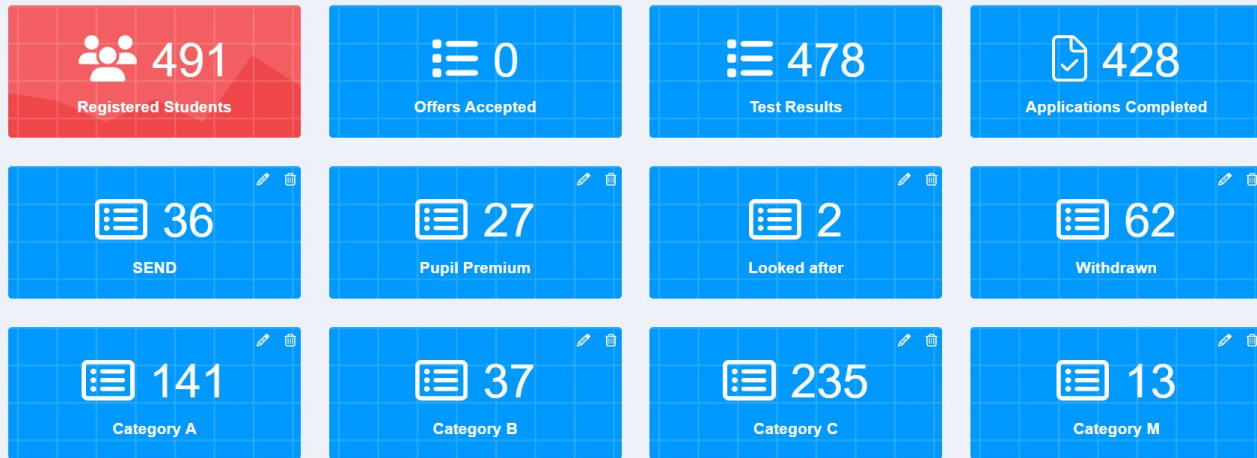 491
Registered Students
0
Offers Accepted
478
Test Results
428
Applications Completed
36
SEND
27
Pupil Premium
2
Looked after
62
Withdrawn
141
Category A
37
Category B
235
Category C
13
Category M